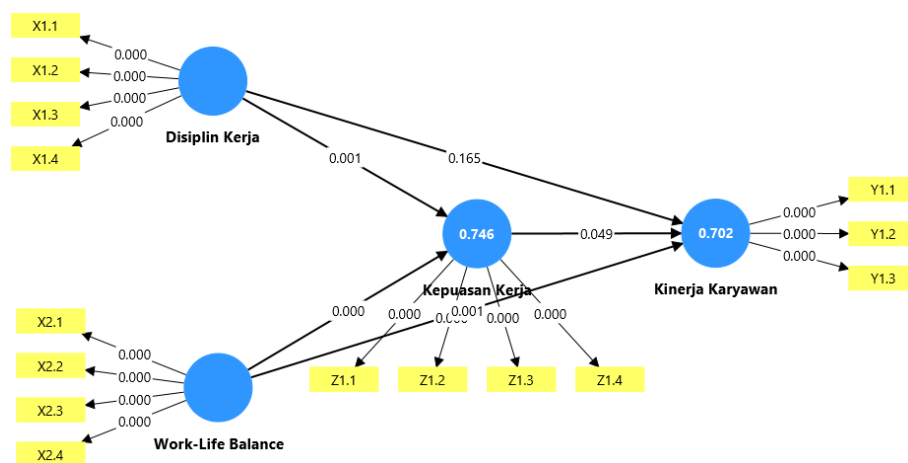 X1.1
0.000
X1.2
0.000
X1.3
0.000
X1.4
0.000
Disiplin Kerja
0.001
0.165
0.746
0.049
0.702
Kepuasan Kerja
Kinerja Karyawan
Y1.1
0.000
Y1.2
0.000
Y1.3
0.000
0.000
0.001
0.000
0.000
0.000
Z1.1
Z1.2
Z1.3
Z1.4
X2.1
0.000
X2.2
0.000
X2.3
0.000
X2.4
0.000
Work-Life Balance